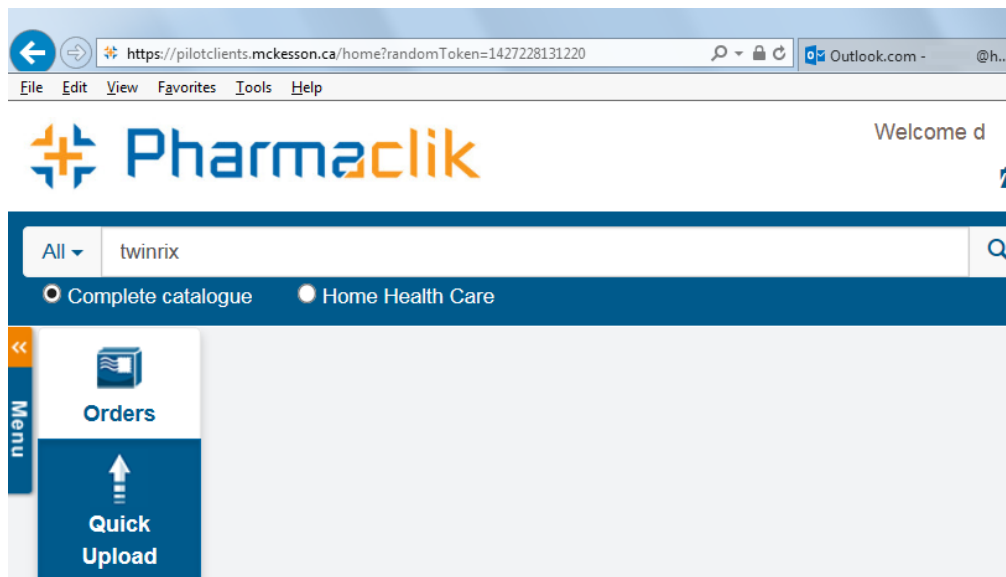 https://pilotclients.mckesson.ca/home?randomToken=1427228131220
Outlook.com - @h...
File Edit View Favorites Tools Help
Pharmaclik
Welcome d
All twinrix
Complete catalogue Home Health Care
Menu
Orders
Quick
Upload